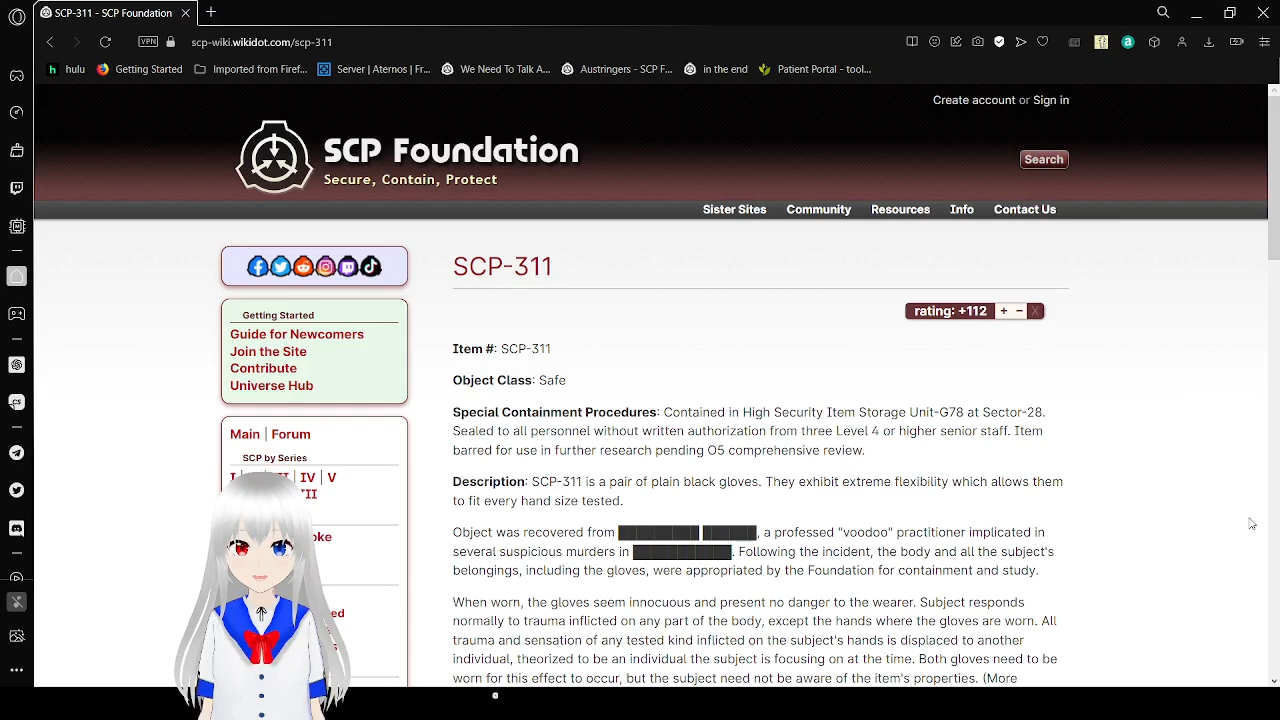 SCP-311 - SCP Foundation
VPN
scp-wiki.wikidot.com/scp-311
hulu
Getting Started
Imported from Firef...
Server | Aternos | Fr...
We Need To Talk A...
Austringers - SCP F...
in the end
Patient Portal - tool...
Create account or Sign in
SCP Foundation
Secure, Contain, Protect
Search
Sister Sites
Community
Resources
Info
Contact Us
Getting Started
Guide for Newcomers
Join the Site
Contribute
Universe Hub
Main | Forum
SCP by Series
I
IV | V
SCP-311
rating: +112 + – X
Item #: SCP-311
Object Class: Safe
Special Containment Procedures: Contained in High Security Item Storage Unit-G78 at Sector-28.
Sealed to all personnel without written authorization from three Level 4 or higher senior staff. Item
barred for use in further research pending O5 comprehensive review.
Description: SCP-311 is a pair of plain black gloves. They exhibit extreme flexibility which allows them
to fit every hand size tested.
Object was recovered from █████████ ██████, a professed "voodoo" practitioner implicated in
several suspicious murders in ███████████. Following the incident, the body and all the subject's
belongings, including the gloves, were appropriated by the Foundation for containment and study.
When worn, the gloves seem innocuous and present no danger to the wearer. Subject responds
normally to trauma inflicted on any part of the body, except the hands where the gloves are worn. All
trauma and sensation of any tested kind inflicted on the subject's hands is displaced to another
individual, theorized to be an individual the subject is focusing on at the time. Both gloves need to be
worn for this effect to occur, but the subject need not be aware of the item's properties. (More